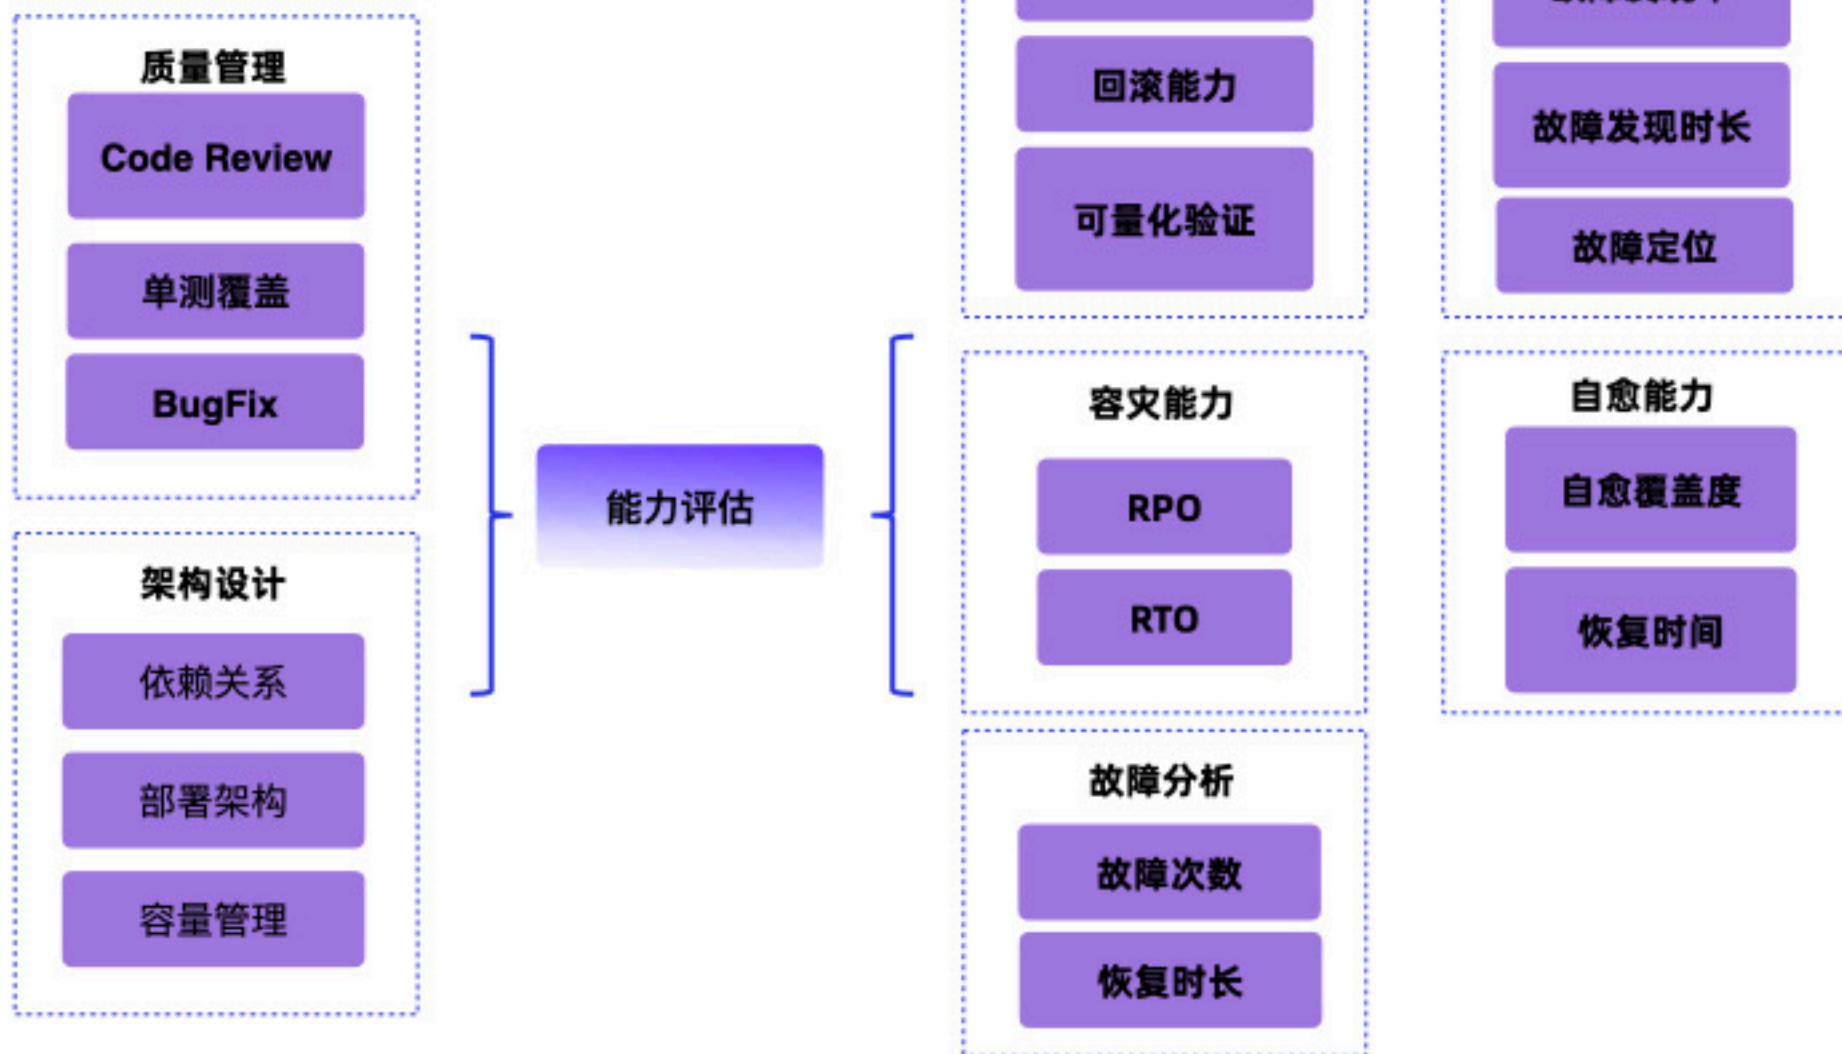 质量管理
Code Review
单测覆盖
BugFix
架构设计
依赖关系
部署架构
容量管理
能力评估
回滚能力
可量化验证
容灾能力
RPO
RTO
故障分析
故障次数
恢复时长
故障发现时长
故障定位
自愈能力
自愈覆盖度
恢复时间